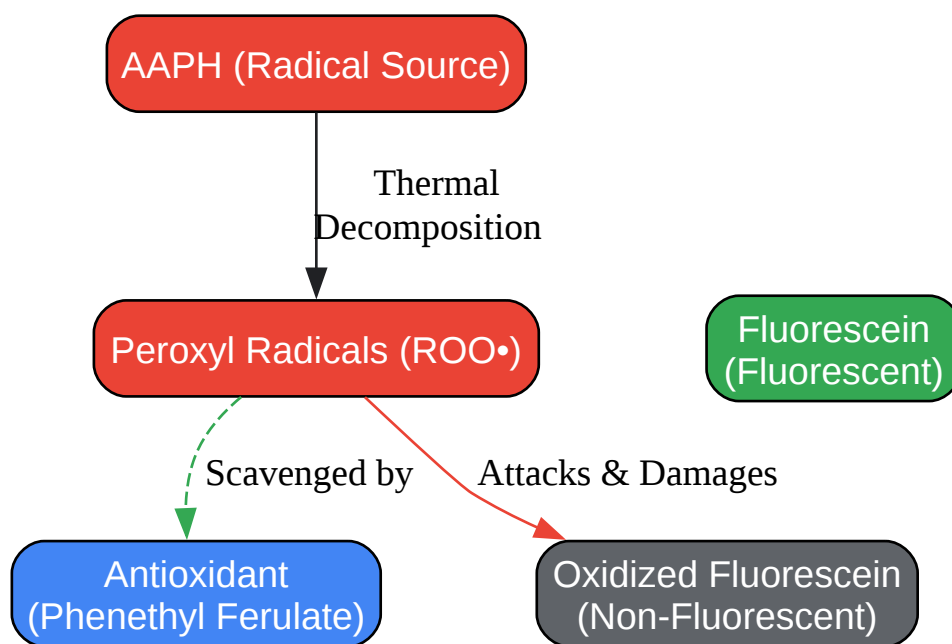 AAPH (Radical Source)
Thermal
Decomposition
Peroxyl Radicals (ROO•)
Fluorescein
(Fluorescent)
Scavenged by
Attacks & Damages
Antioxidant
(Phenethyl Ferulate)
Oxidized Fluorescein
(Non-Fluorescent)